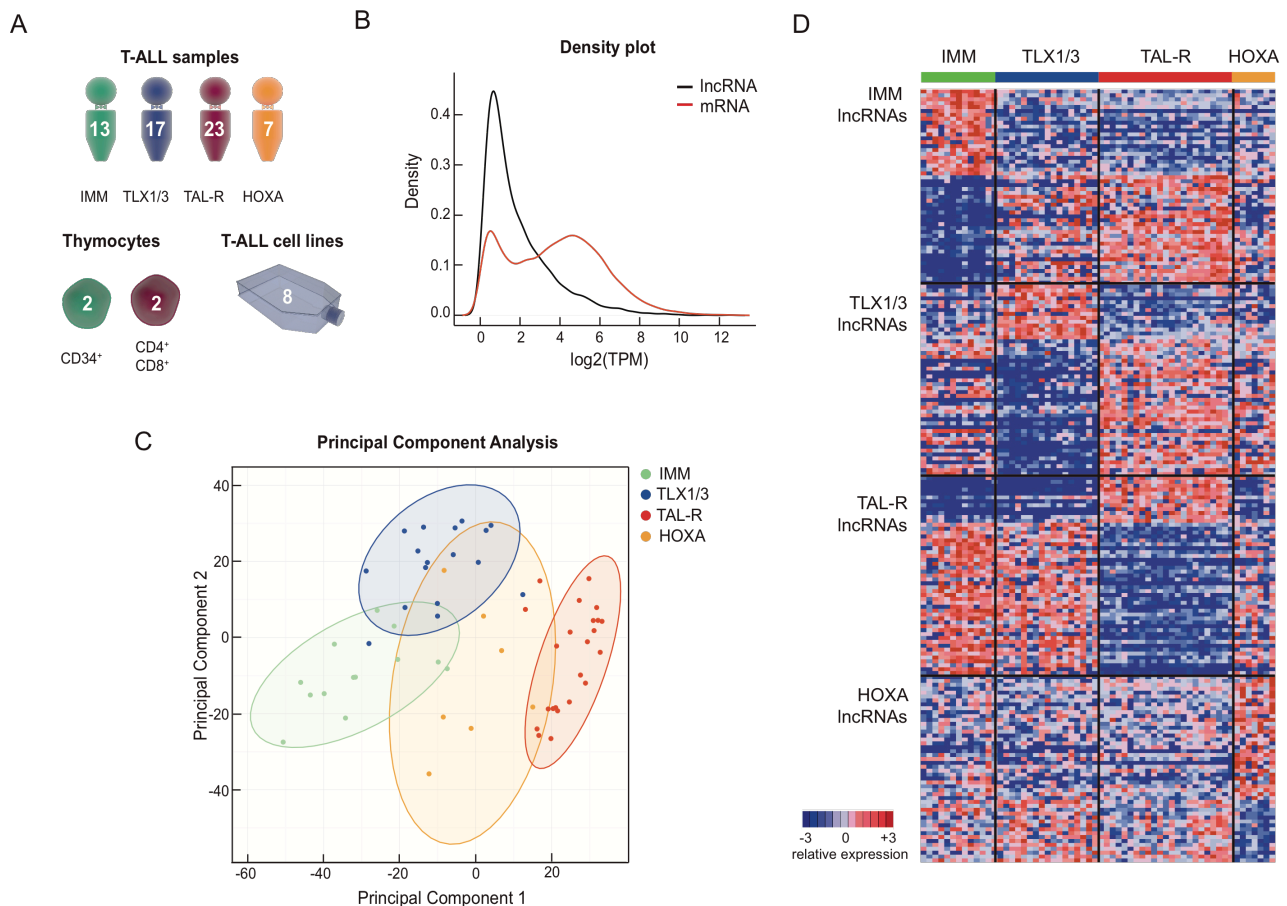 A
T-ALL samples
13 17 23 7
IMM TLX1/3 TAL-R HOXA
Thymocytes
2 2
CD34⁺
CD4⁺
CD8⁺
T-ALL cell lines
8
B
Density plot
lncRNA
mRNA
Density
0.4
0.3
0.2
0.1
0.0
0 2 4 6 8 10 12
log2(TPM)
C
Principal Component Analysis
IMM
TLX1/3
TAL-R
HOXA
Principal Component 2
40
20
0
-20
-40
-60 -40 -20 0 20
Principal Component 1
D
IMM TLX1/3 TAL-R HOXA
IMM
lncRNAs
TLX1/3
lncRNAs
TAL-R
lncRNAs
HOXA
lncRNAs
-3 0 +3
relative expression